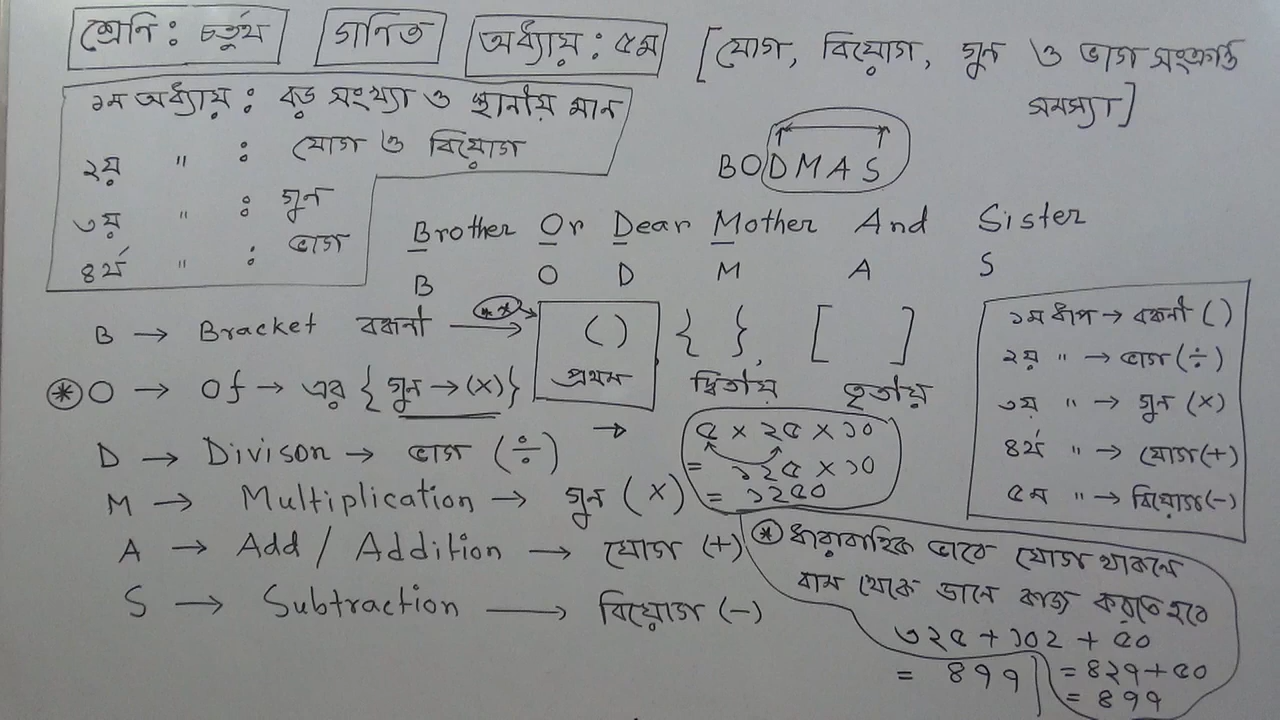 শ্রেনি : চতুর্থ গনিত অধ্যায় : ৫ম [যোগ, বিয়োগ, গুন ও ভাগ সংক্রান্ত
সমস্যা]
১ম অধ্যায় : বড় সংখ্যা ও স্থানীয় মান
২য় " : যোগ ও বিয়োগ
৩য় " : গুন
৪র্থ " : ভাগ
BODMAS
Brother Or Dear Mother And Sister
B O D M A S
B → Bracket বন্ধনী → () { }, [ ]
প্রথম দ্বিতীয় তৃতীয়
* O → Of → এর { গুন → (×)}
D → Divison → ভাগ (÷)
M → Multiplication → গুন (×)
A → Add / Addition → যোগ (+)
S → Subtraction → বিয়োগ (-)
→ ৫ × ২৫ × ১০
= ১২৫ × ১০
= ১২৫০
১ম ধাপ → বন্ধনী ()
২য় " → ভাগ (÷)
৩য় " → গুন (×)
৪র্থ " → যোগ (+)
৫ম " → বিয়োগ (-)
* ধারাবাহিক ভাবে যোগ থাকলে
বাম থেকে ডানে কাজ করতে হবে
৩২৫ + ১০২ + ৫০
= ৪৭৭ = ৪২৭+৫০
= ৪৭৭